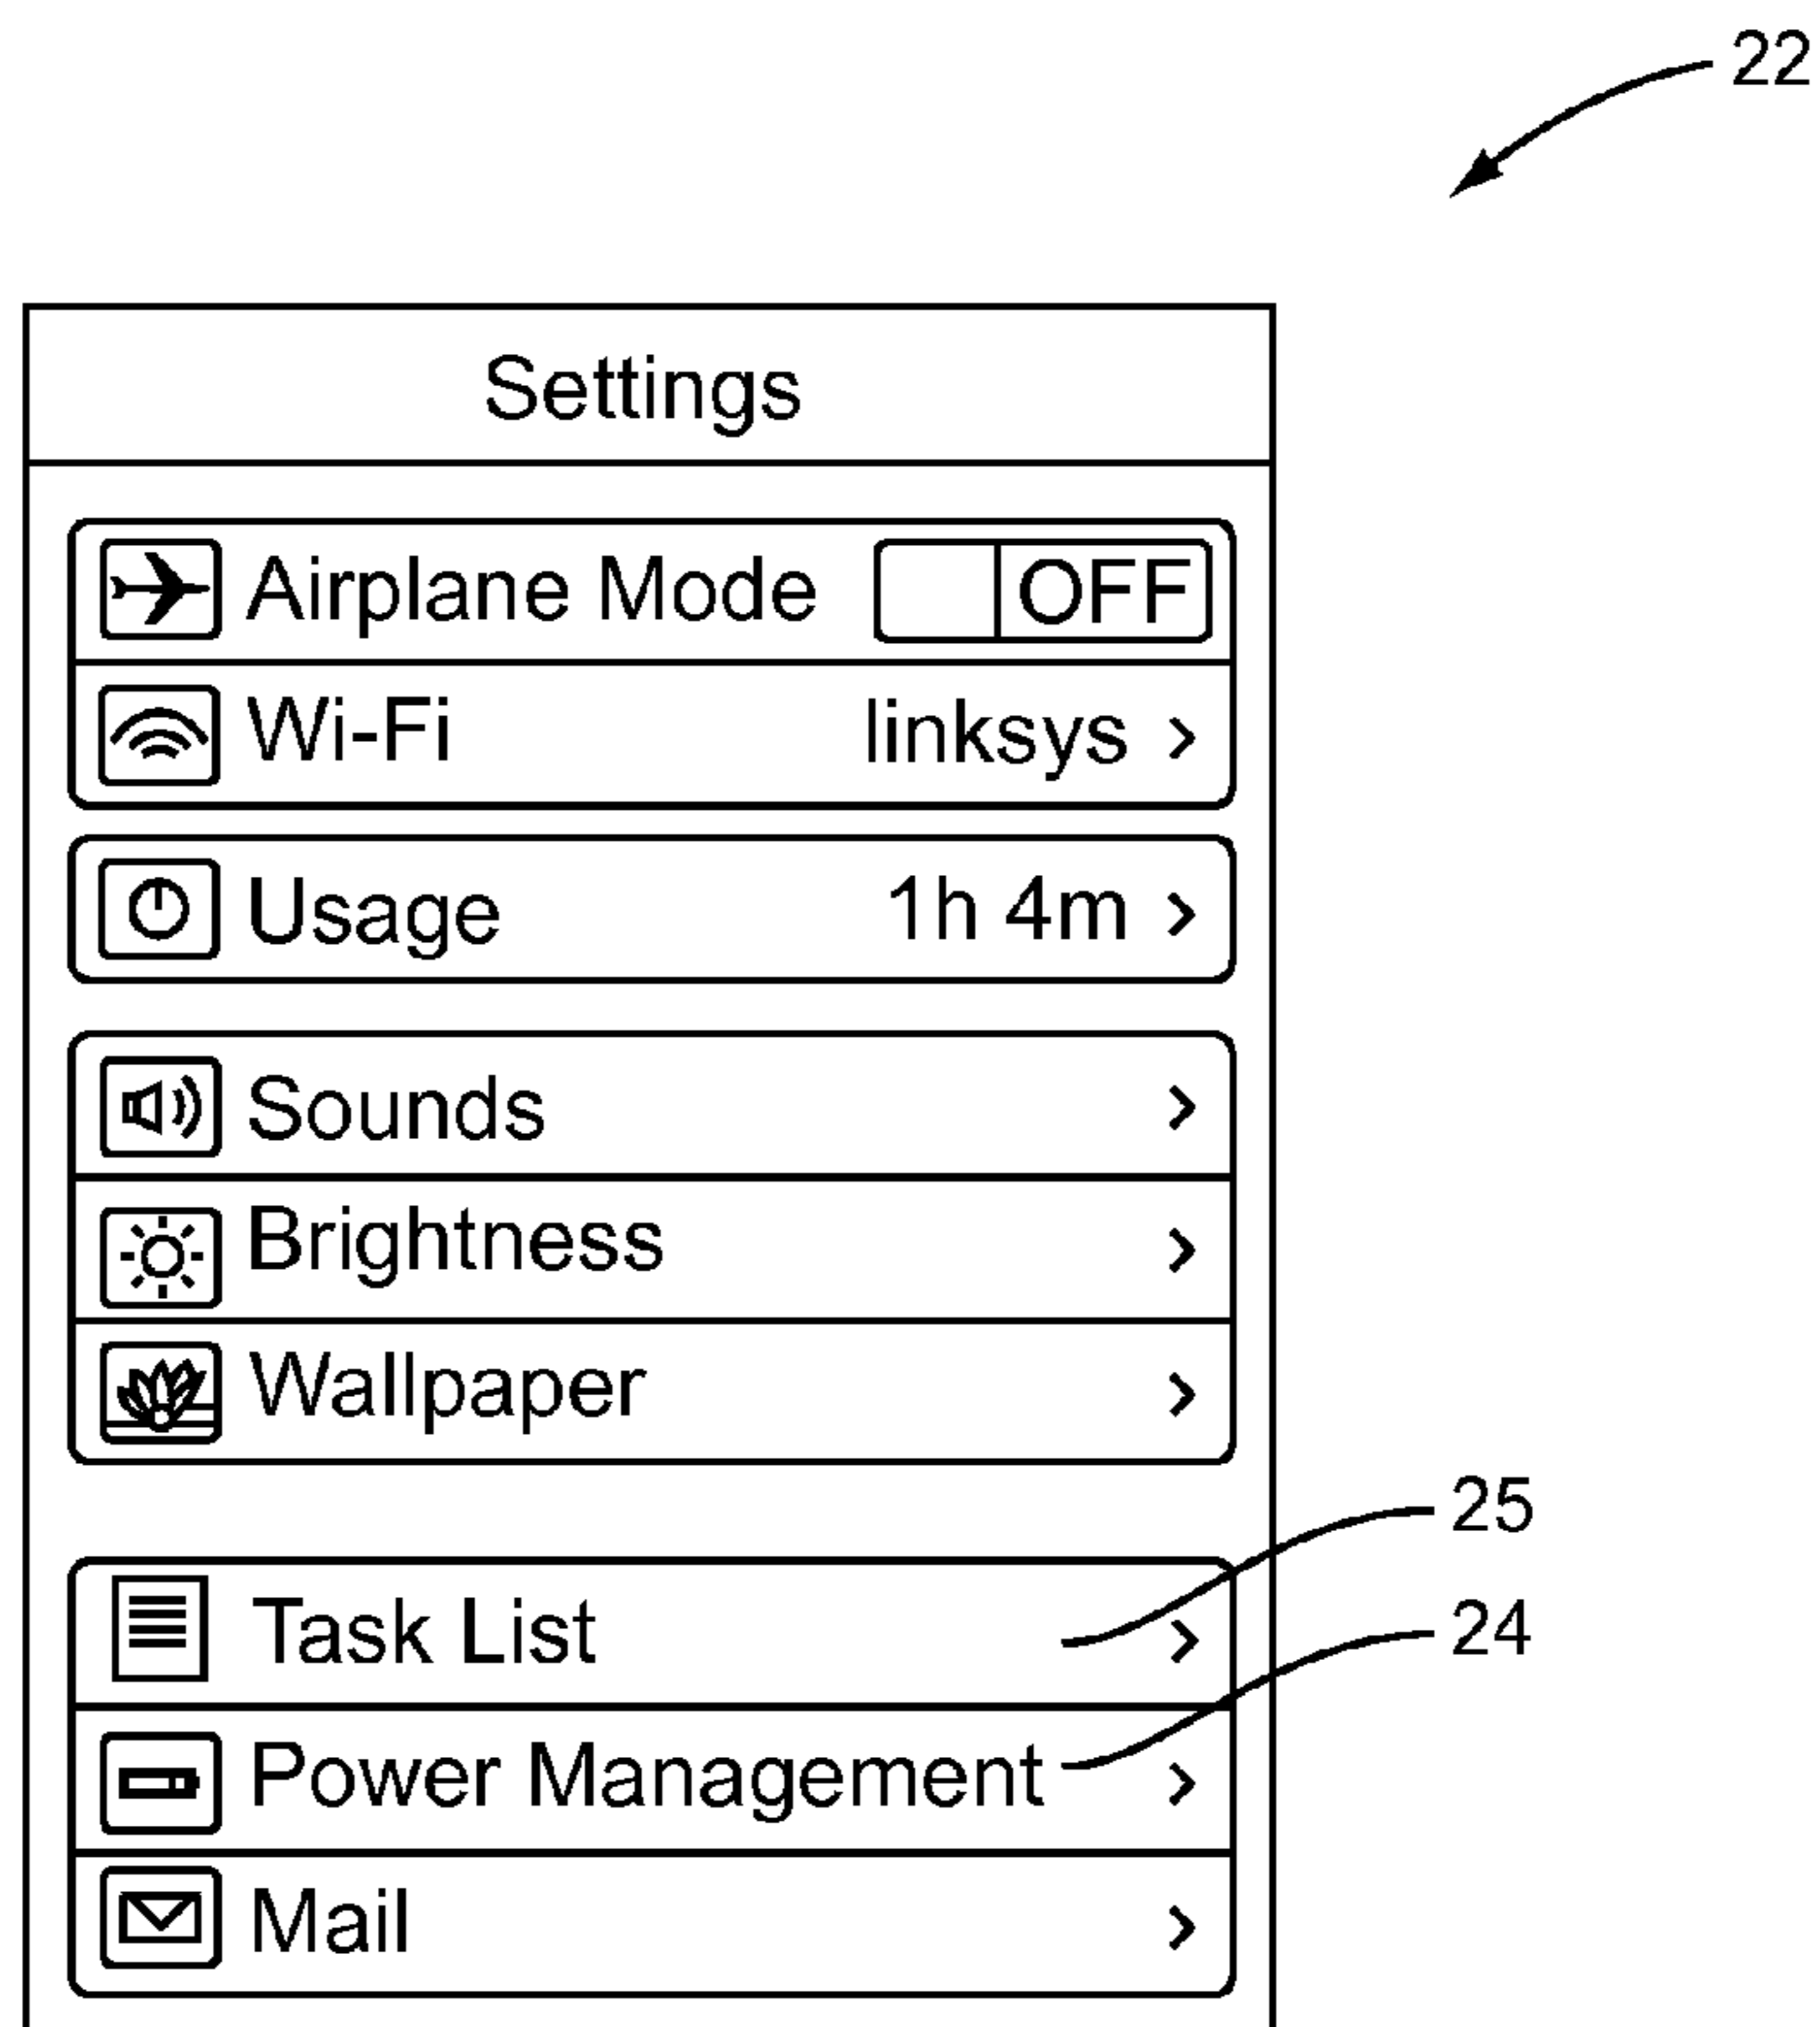 22
Settings
Airplane Mode OFF
Wi-Fi linksys >
Usage 1h 4m >
Sounds >
Brightness >
Wallpaper >
25
Task List >
24
Power Management >
Mail >